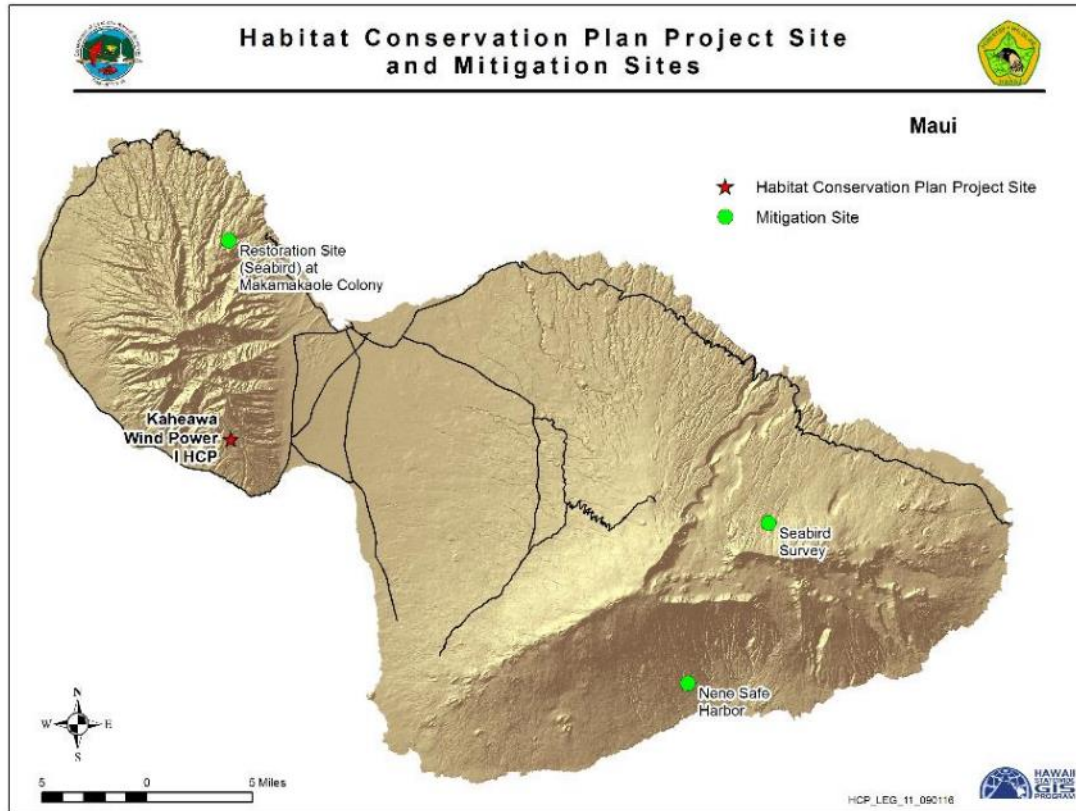 Habitat Conservation Plan Project Site
and Mitigation Sites
Maui
Habitat Conservation Plan Project Site
Mitigation Site
Restoration Site
(Seabird) at
Makamakaole Colony
Kaheawa
Wind Power
I HCP
Seabird
Survey
Nene Safe
Harbor
N
W E
S
5 0 5 Miles
HAWAII
STATEWIDE
GIS
PROGRAM
HCP_LEG_11_090116